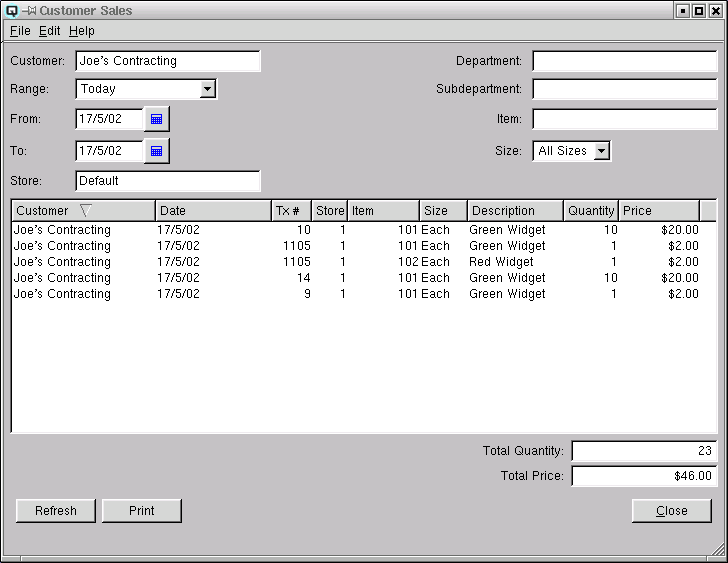 Customer Sales
File Edit Help
Customer: Joe's Contracting Department:
Range: Today Subdepartment:
From: 17/5/02 Item:
To: 17/5/02 Size: All Sizes
Store: Default
Customer Date Tx # Store Item Size Description Quantity Price
Joe's Contracting 17/5/02 10 1 101 Each Green Widget 10 $20.00
Joe's Contracting 17/5/02 1105 1 101 Each Green Widget 1 $2.00
Joe's Contracting 17/5/02 1105 1 102 Each Red Widget 1 $2.00
Joe's Contracting 17/5/02 14 1 101 Each Green Widget 10 $20.00
Joe's Contracting 17/5/02 9 1 101 Each Green Widget 1 $2.00
Total Quantity: 23
Total Price: $46.00
Refresh Print Close